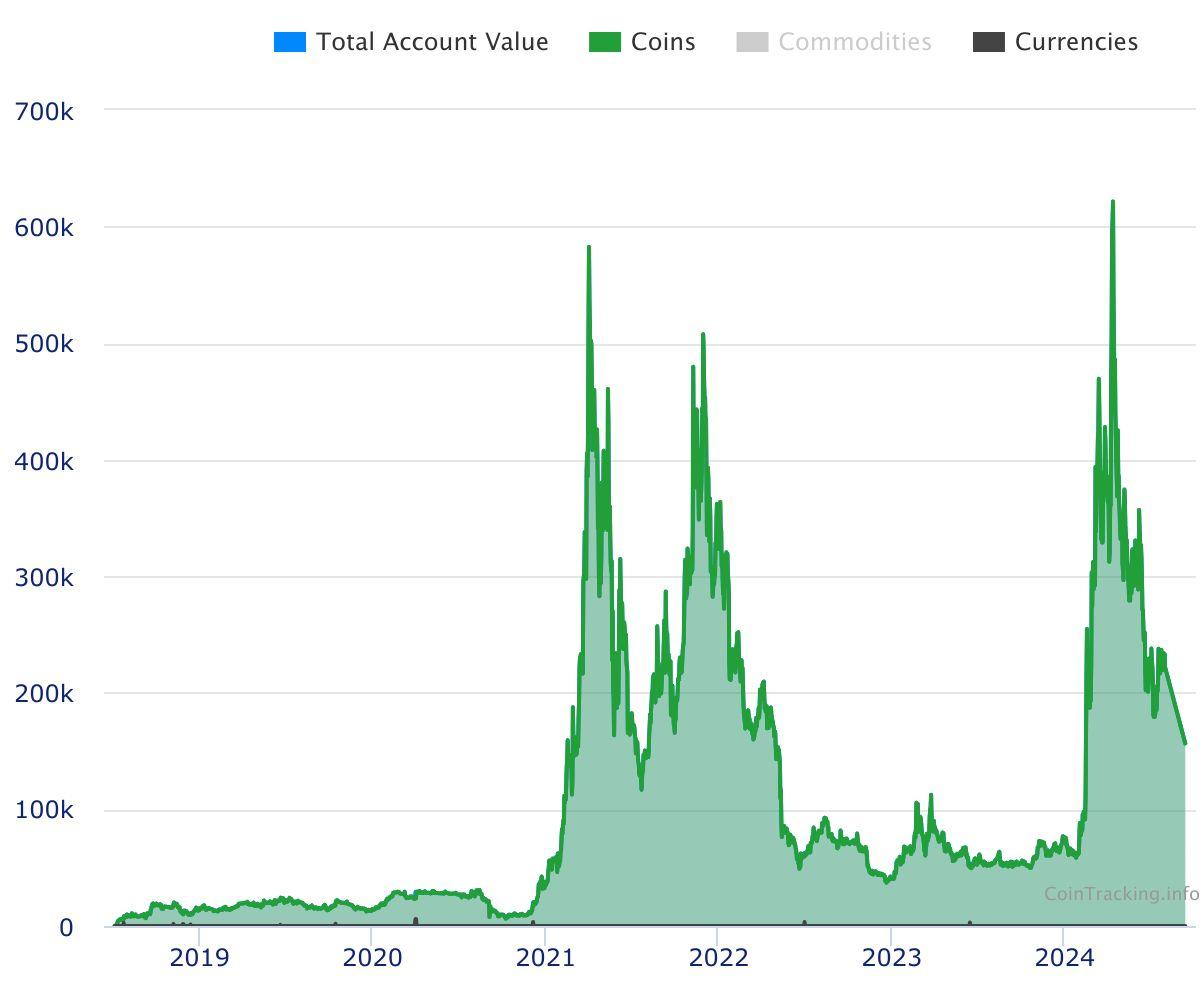 Total Account Value Coins Commodities Currencies
700k
600k
500k
400k
300k
200k
100k
CoinTracking.info
0
2019 2020 2021 2022 2023 2024